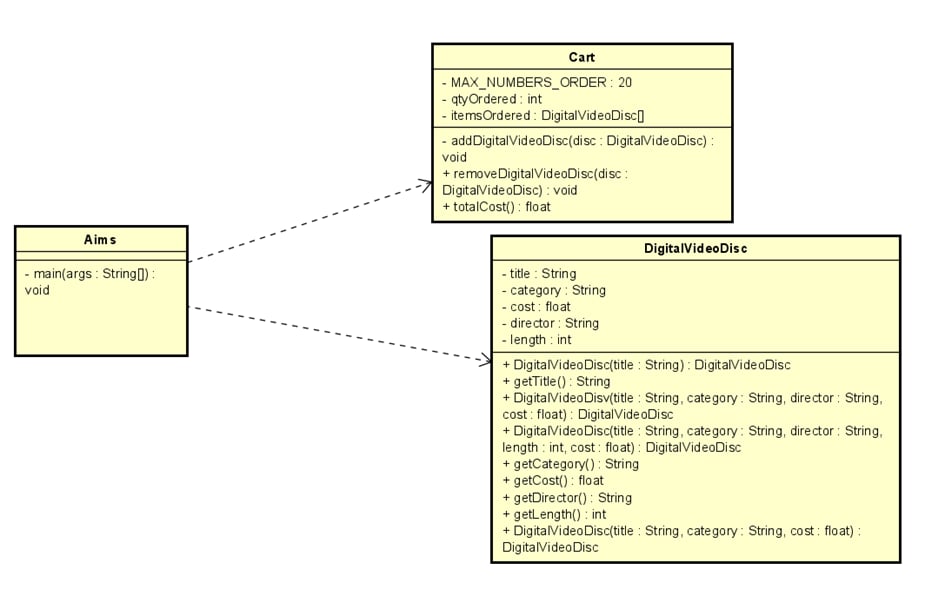 Cart
- MAX_NUMBERS_ORDER : 20
- qtyOrdered : int
- itemsOrdered : DigitalVideoDisc[]
- addDigitalVideoDisc(disc : DigitalVideoDisc) :
void
+ removeDigitalVideoDisc(disc :
DigitalVideoDisc) : void
+ totalCost() : float
Aims
- main(args : String[]) :
void
DigitalVideoDisc
- title : String
- category : String
- cost : float
- director : String
- length : int
+ DigitalVideoDisc(title : String) : DigitalVideoDisc
+ getTitle() : String
+ DigitalVideoDisv(title : String, category : String, director : String,
cost : float) : DigitalVideoDisc
+ DigitalVideoDisc(title : String, category : String, director : String,
length : int, cost : float) : DigitalVideoDisc
+ getCategory() : String
+ getCost() : float
+ getDirector() : String
+ getLength() : int
+ DigitalVideoDisc(title : String, category : String, cost : float) :
DigitalVideoDisc